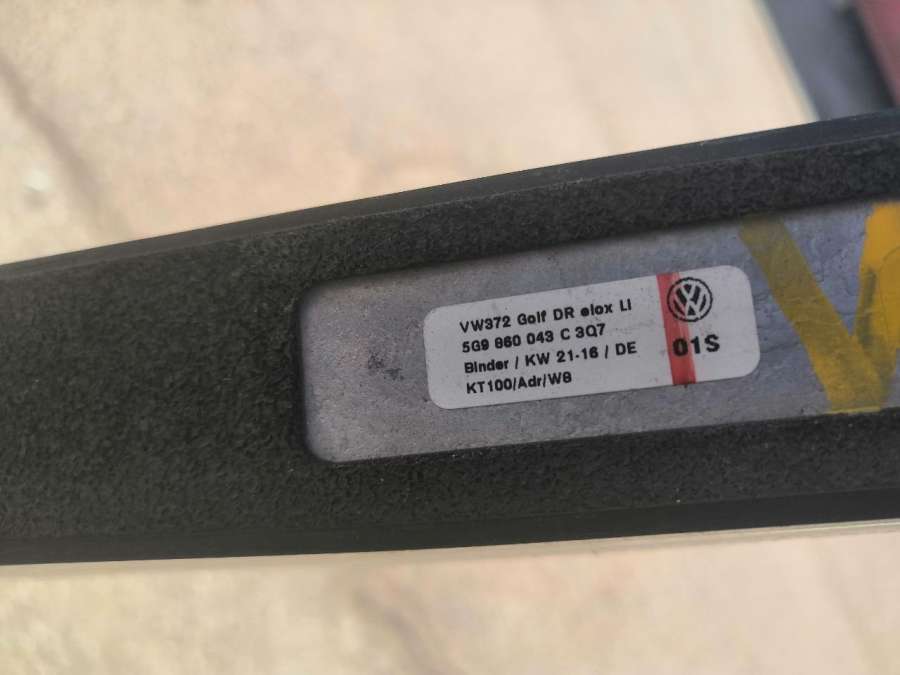 VW372 Golf DR elox LI
5G9 860 043 C 3Q7
Binder / KW 21-16 / DE
KT100/Adr/W8
01S